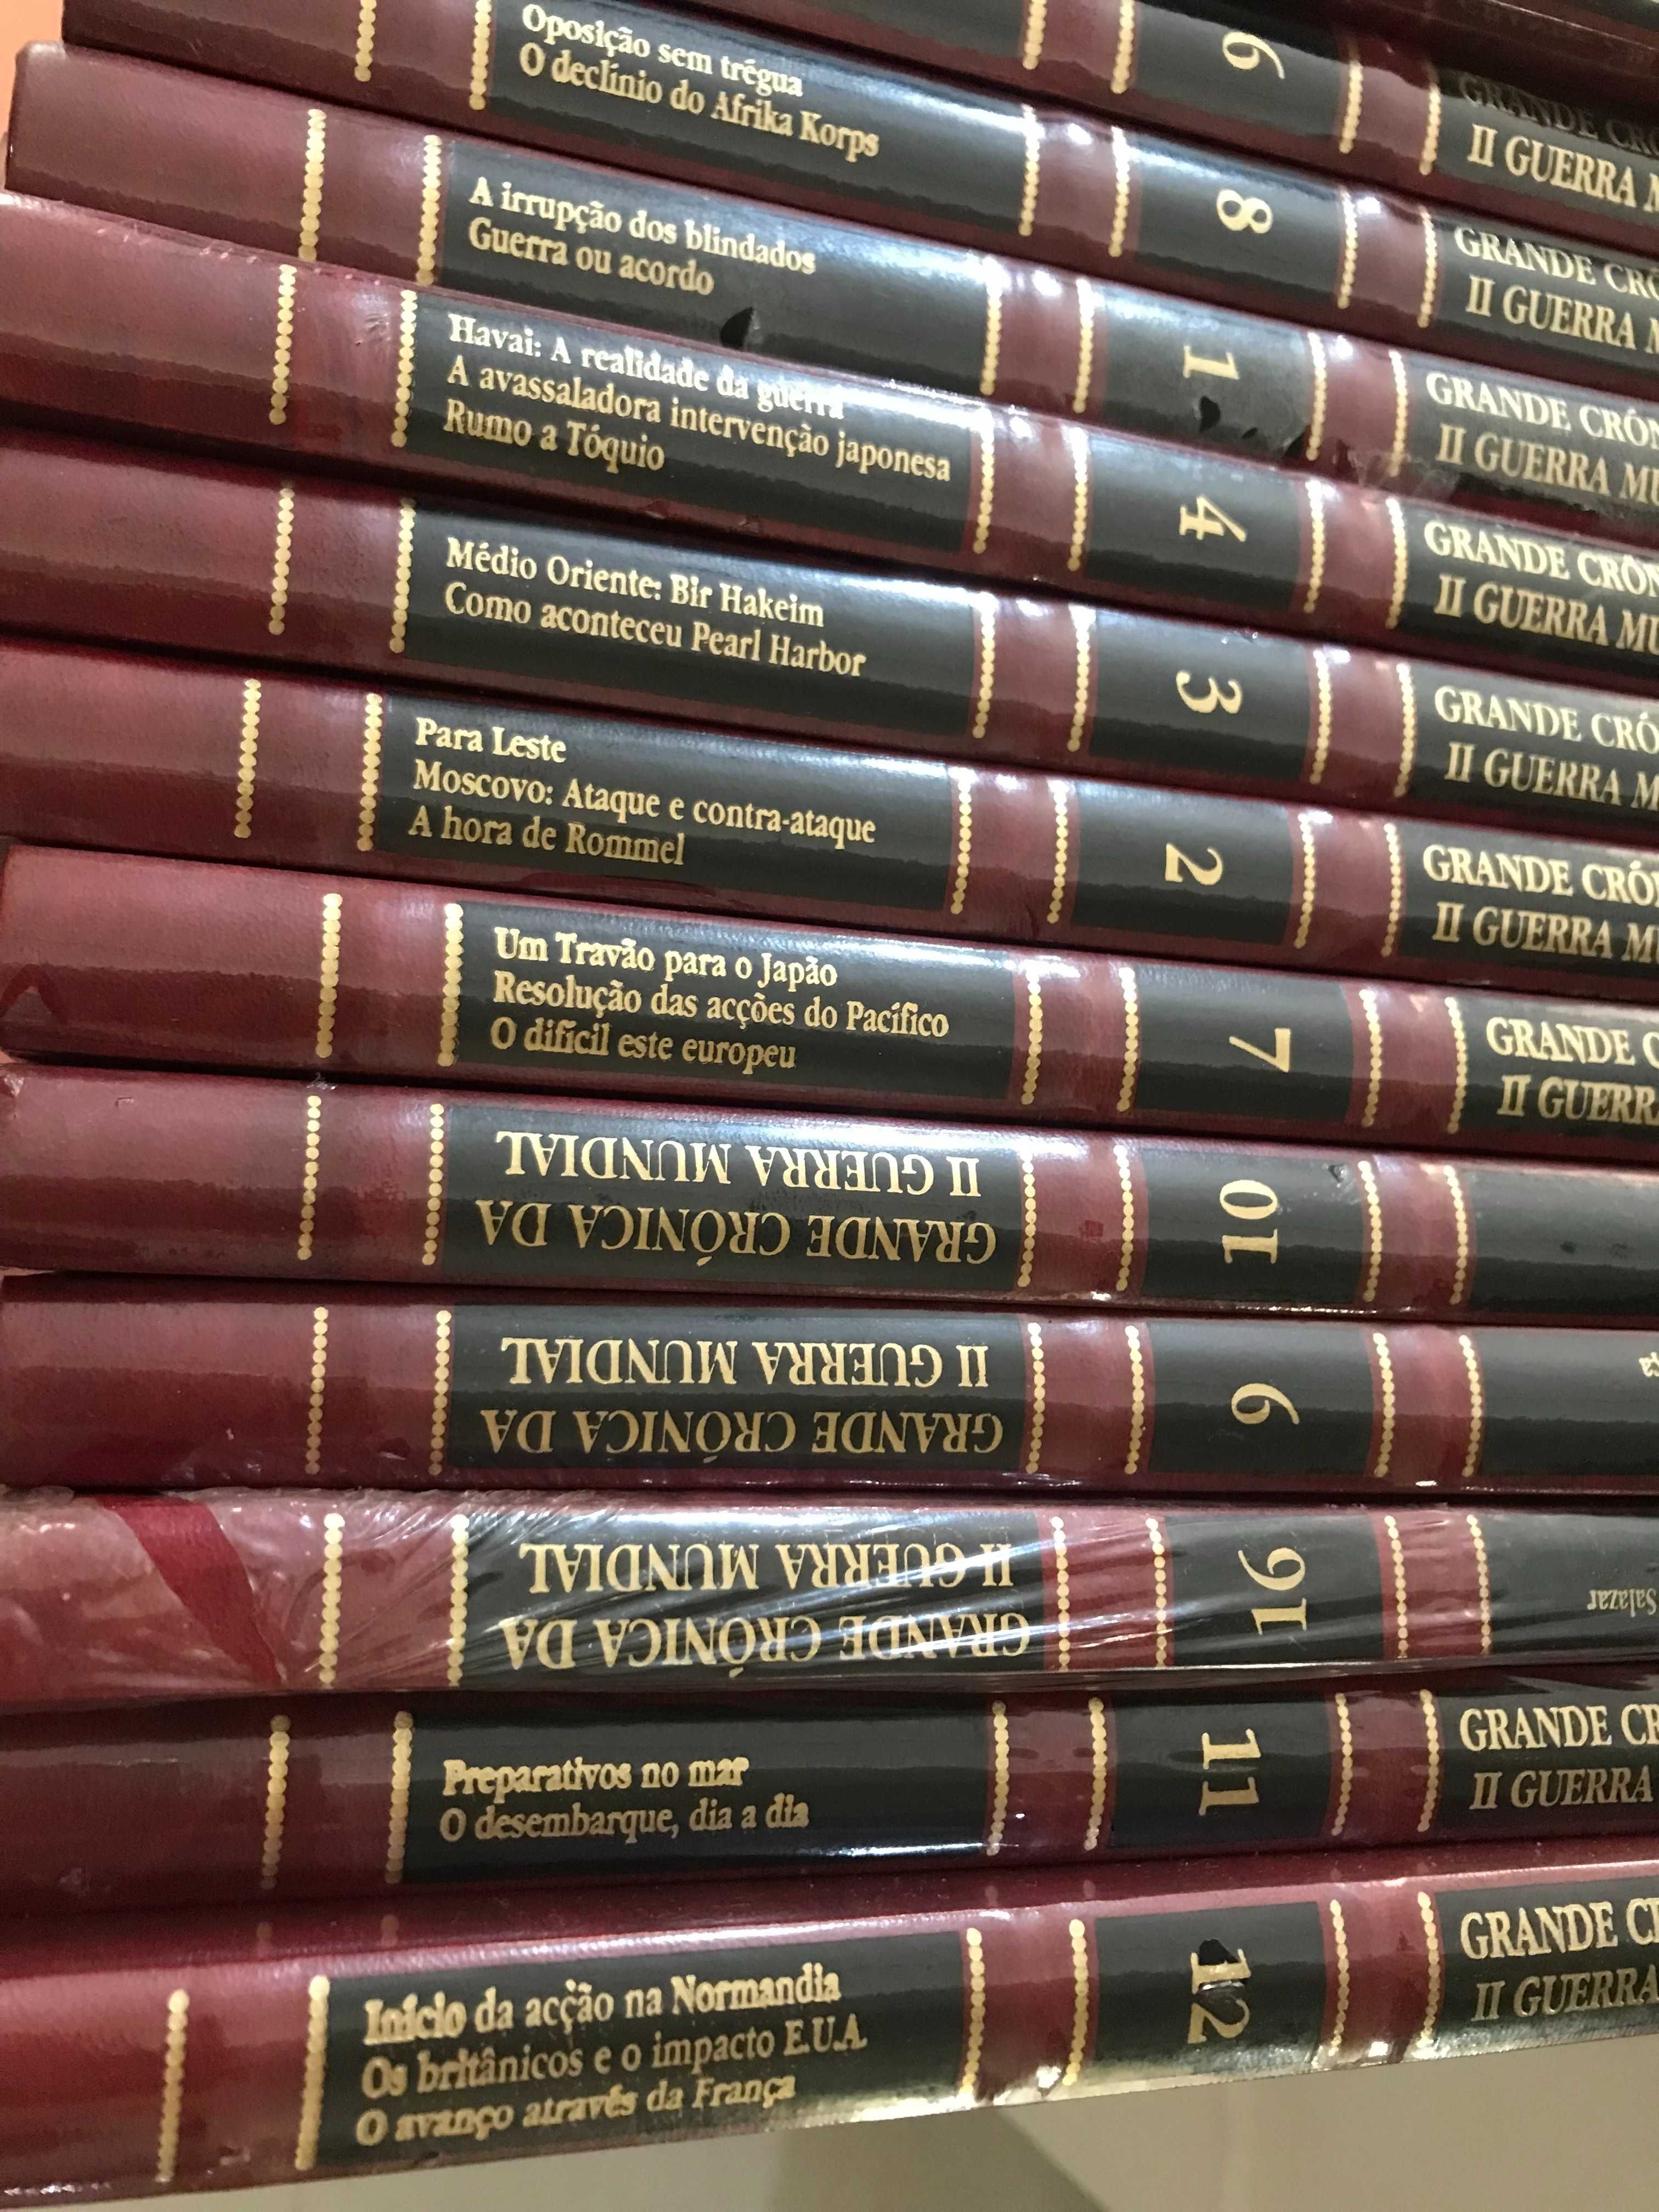 6
GRANDE CRÓ
II GUERRA M
Oposição sem trégua
O declínio do Afrika Korps
8
GRANDE CRÓ
II GUERRA M
A irrupção dos blindados
Guerra ou acordo
1
GRANDE CRÓN
II GUERRA MU
Havai: A realidade da guerra
A avassaladora intervenção japonesa
Rumo a Tóquio
4
GRANDE CRÓN
II GUERRA MU
Médio Oriente: Bir Hakeim
Como aconteceu Pearl Harbor
3
GRANDE CRÓ
II GUERRA M
Para Leste
Moscovo: Ataque e contra-ataque
A hora de Rommel
2
GRANDE CRÓ
II GUERRA M
Um Travão para o Japão
Resolução das acções do Pacífico
O difícil este europeu
7
GRANDE C
II GUERR
GRANDE CRÓNICA DA
II GUERRA MUNDIAL
10
GRANDE CRÓNICA DA
II GUERRA MUNDIAL
9
GRANDE CRÓNICA DA
II GUERRA MUNDIAL
16
Salazar
Preparativos no mar
O desembarque, dia a dia
11
GRANDE CR
II GUERRA
Início da acção na Normandia
Os britânicos e o impacto E.U.A.
O avanço através da França
12
GRANDE CR
II GUERRA